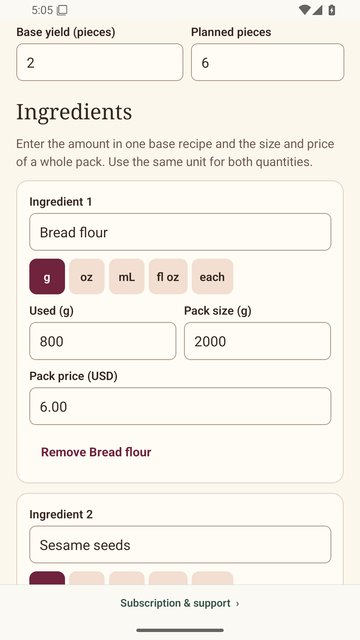 5:05
Base yield (pieces)
Planned pieces
2
6
Ingredients
Enter the amount in one base recipe and the size and price
of a whole pack. Use the same unit for both quantities.
Ingredient 1
Bread flour
g
oz
mL
fl oz
each
Used (g)
Pack size (g)
800
2000
Pack price (USD)
6.00
Remove Bread flour
Ingredient 2
Sesame seeds
Subscription & support ›